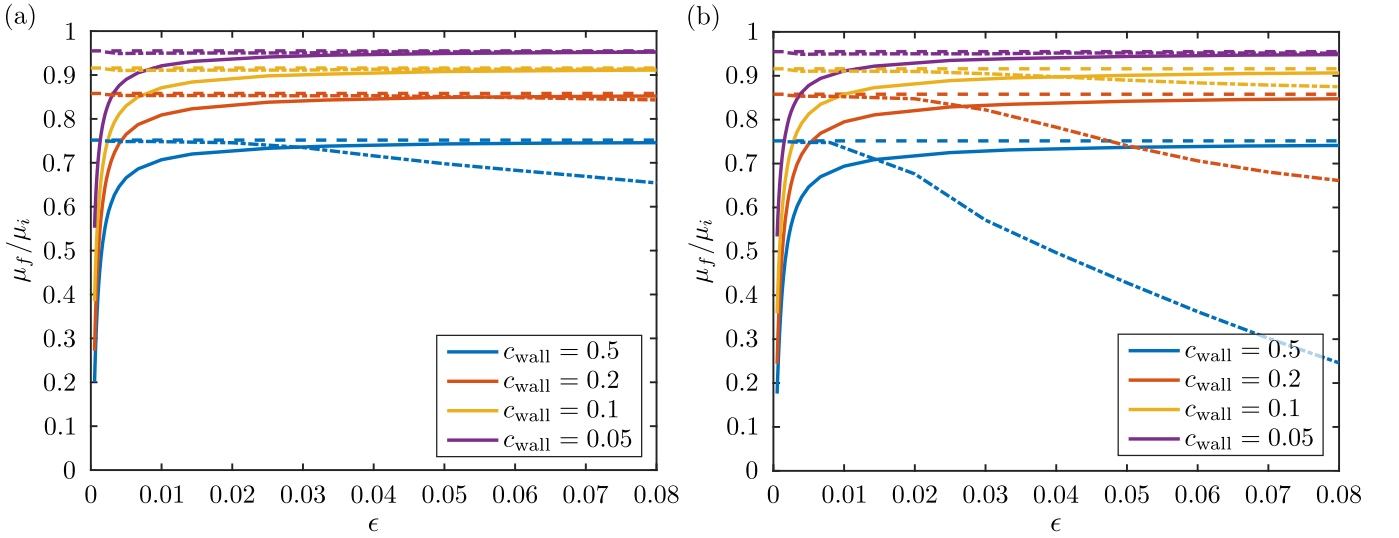 (a)
1
0.9
0.8
0.7
0.6
0.5
0.4
0.3
0.2
0.1
0
μ_f/μ_i
0 0.01 0.02 0.03 0.04 0.05 0.06 0.07 0.08
ϵ
c_wall = 0.5
c_wall = 0.2
c_wall = 0.1
c_wall = 0.05
(b)
1
0.9
0.8
0.7
0.6
0.5
0.4
0.3
0.2
0.1
0
μ_f/μ_i
0 0.01 0.02 0.03 0.04 0.05 0.06 0.07 0.08
ϵ
c_wall = 0.5
c_wall = 0.2
c_wall = 0.1
c_wall = 0.05